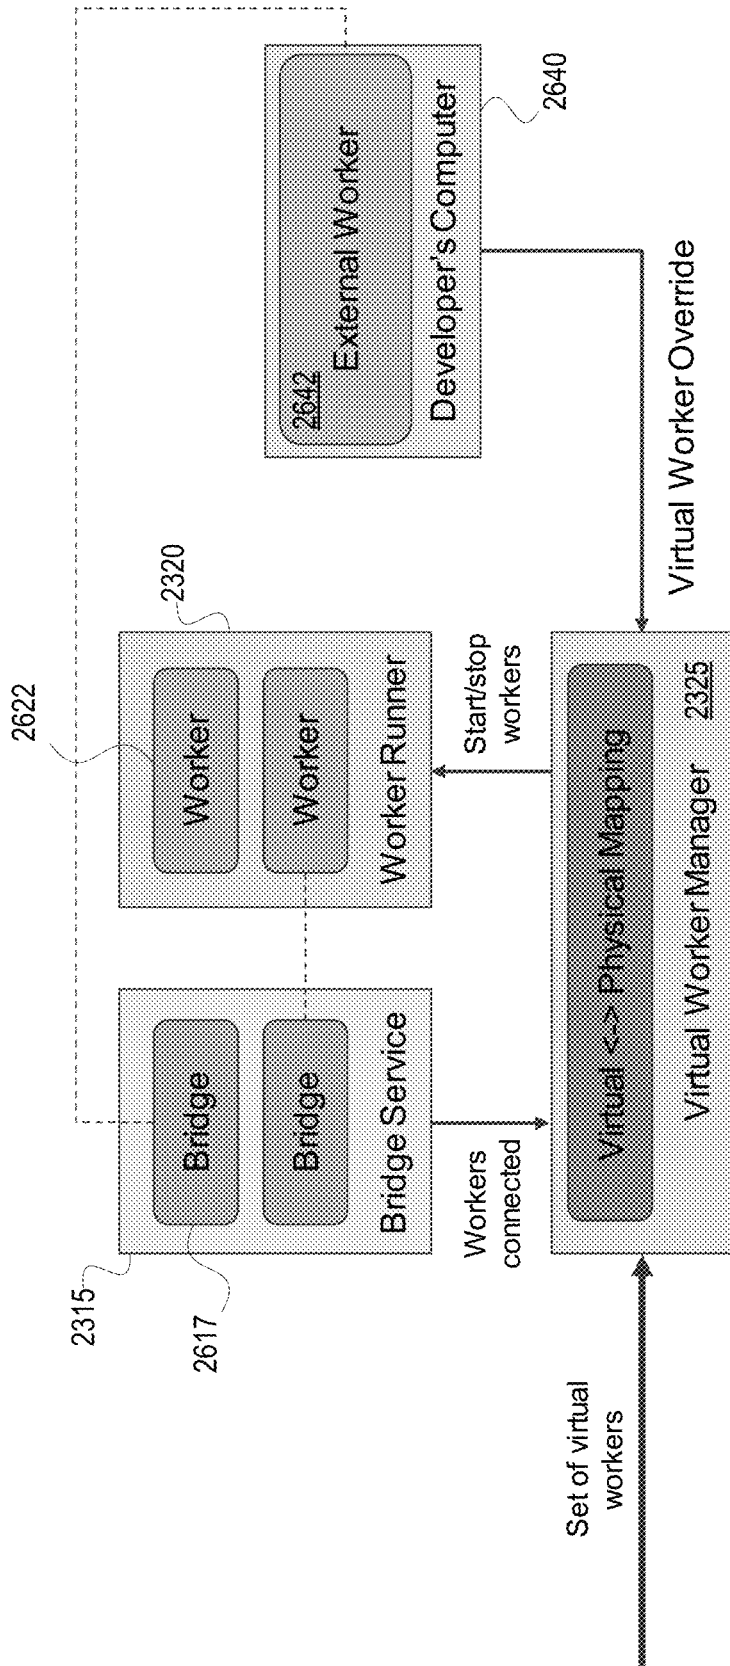 2315
2617
Bridge
Bridge
Bridge Service
2622
2320
Worker
Worker
Worker Runner
2642
External Worker
Developer's Computer
2640
Workers
connected
Start/stop
workers
Virtual Worker Override
Set of virtual
workers
Virtual <-> Physical Mapping
Virtual Worker Manager
2325